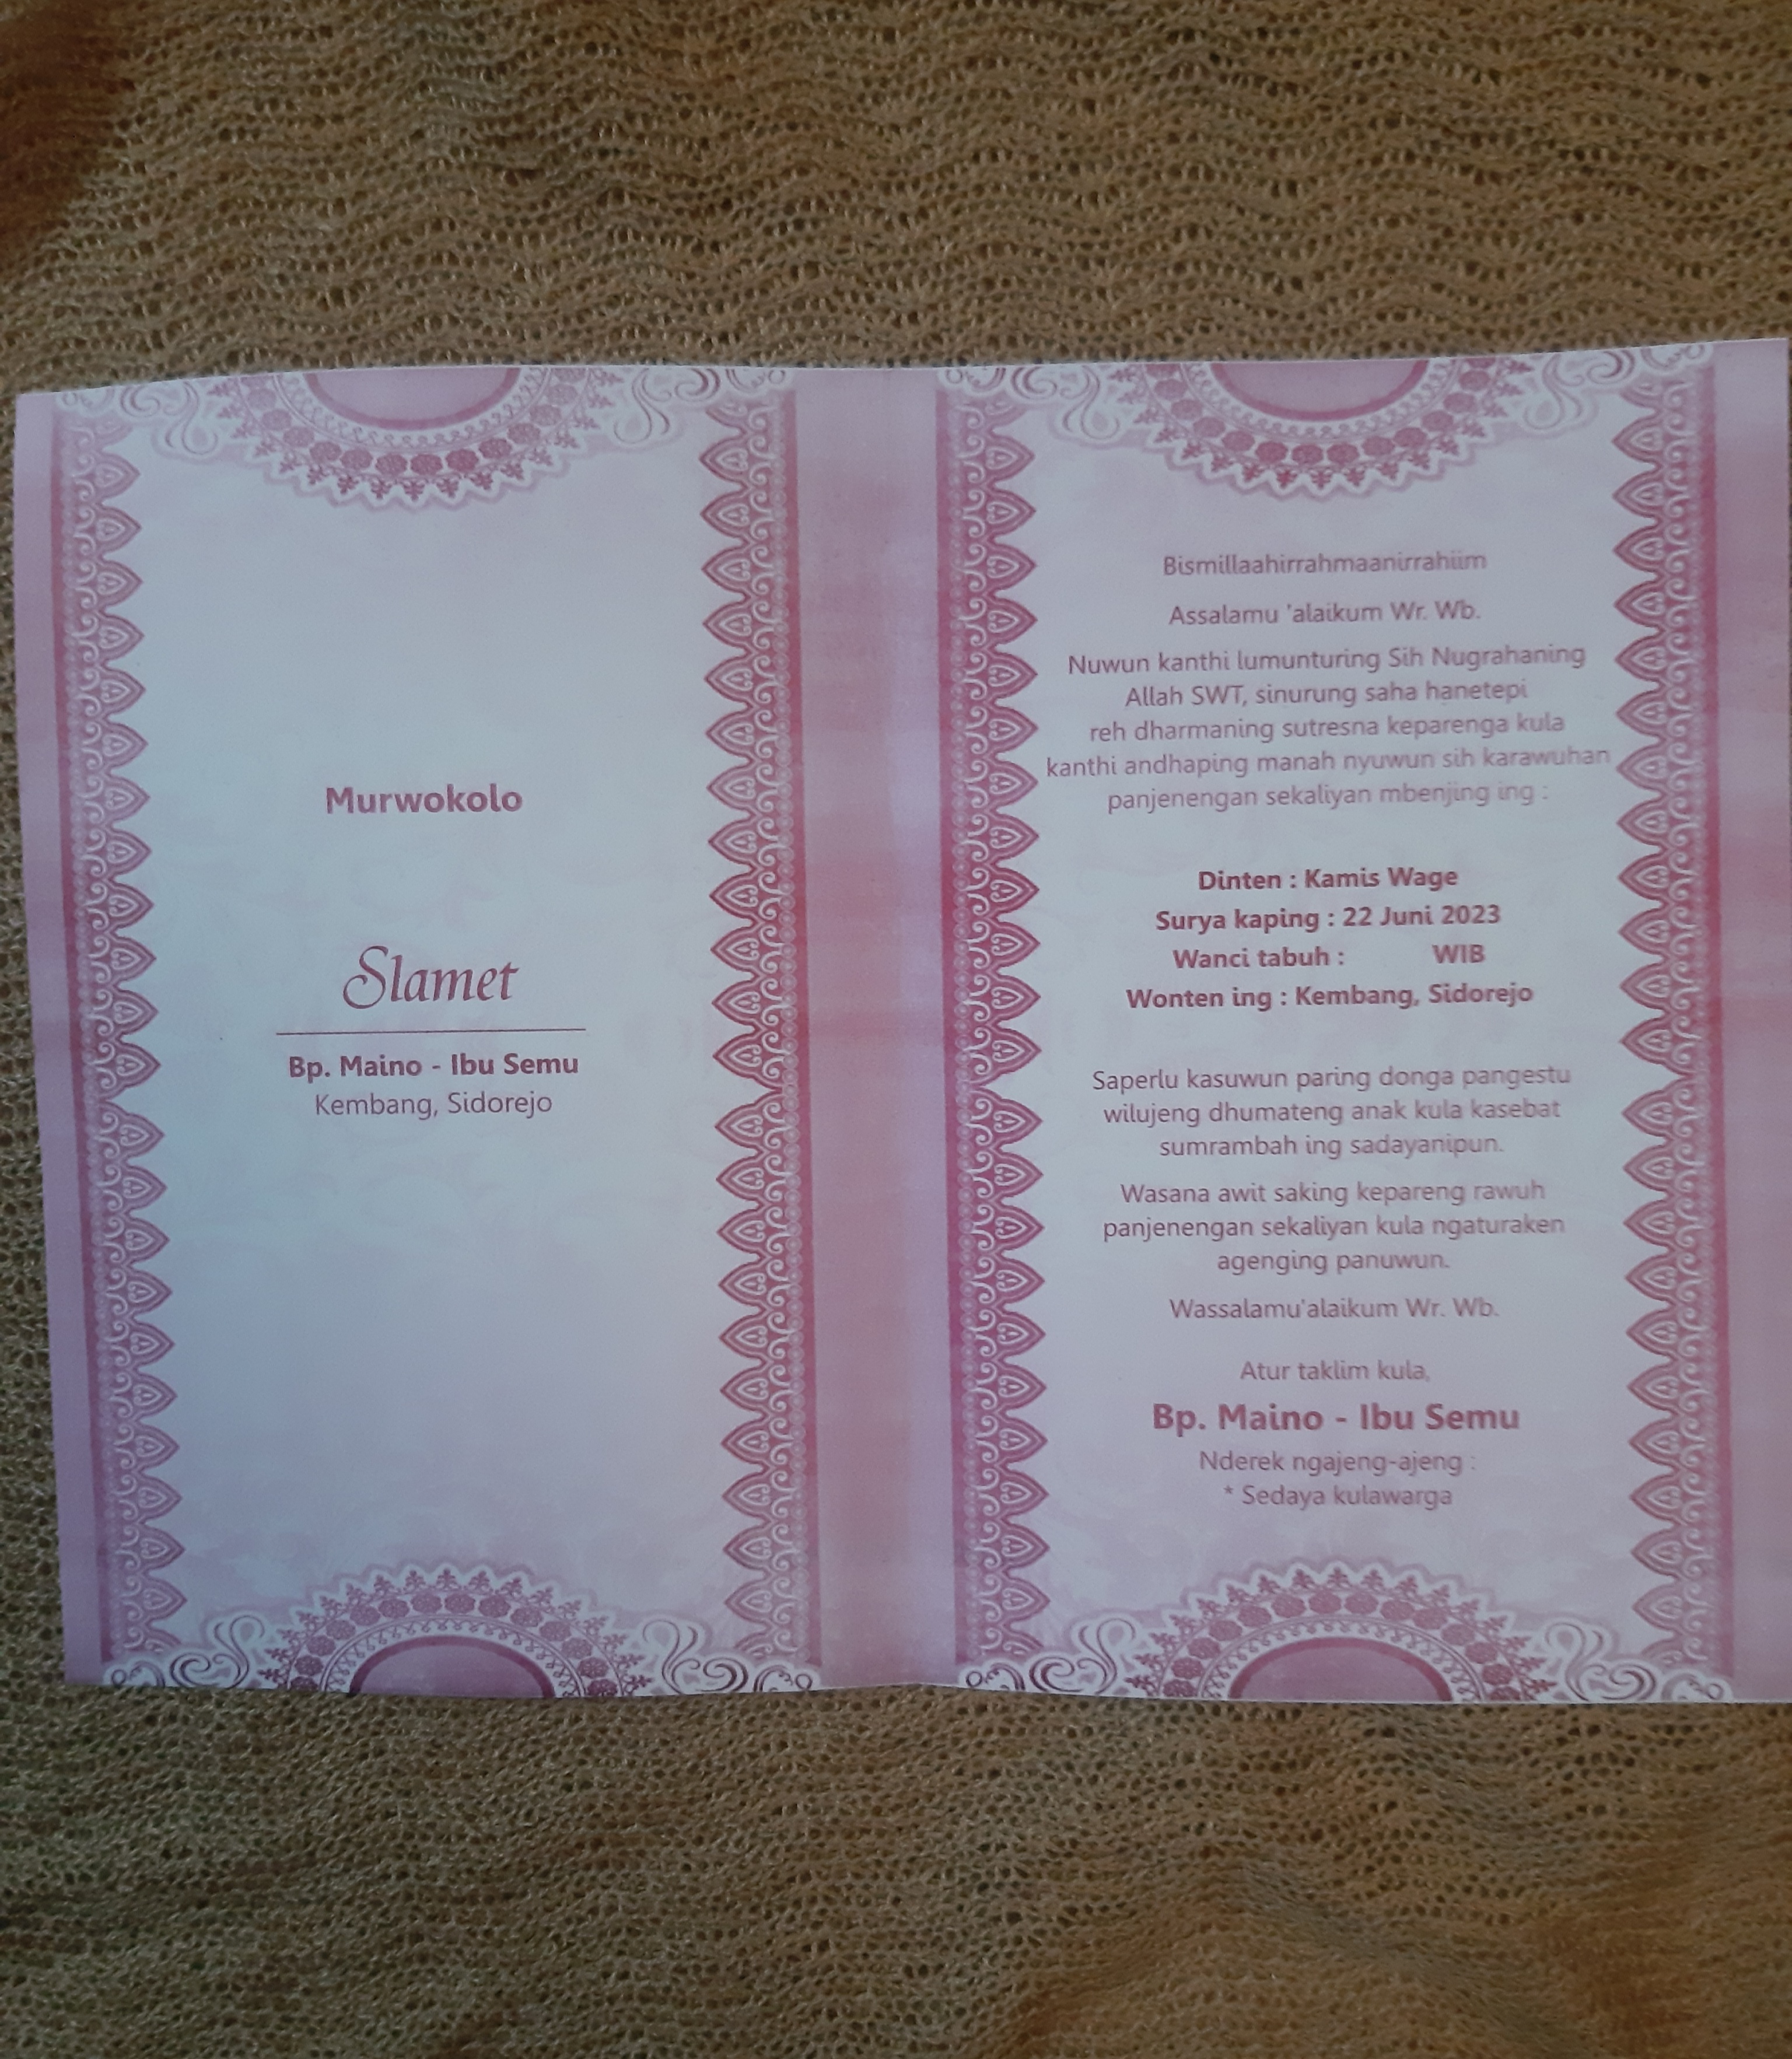 Murwokolo
Slamet
Bp. Maino - Ibu Semu
Kembang, Sidorejo
Bismillaahirrahmaanirrahiim
Assalamu 'alaikum Wr. Wb.
Nuwun kanthi lumunturing Sih Nugrahaning
Allah SWT, sinurung saha hanetepi
reh dharmaning sutresna keparenga kula
kanthi andhaping manah nyuwun sih karawuhan
panjenengan sekaliyan mbenjing ing :
Dinten : Kamis Wage
Surya kaping : 22 Juni 2023
Wanci tabuh : WIB
Wonten ing : Kembang, Sidorejo
Saperlu kasuwun paring donga pangestu
wilujeng dhumateng anak kula kasebat
sumrambah ing sadayanipun.
Wasana awit saking kepareng rawuh
panjenengan sekaliyan kula ngaturaken
agenging panuwun.
Wassalamu'alaikum Wr. Wb.
Atur taklim kula,
Bp. Maino - Ibu Semu
Nderek ngajeng-ajeng :
* Sedaya kulawarga